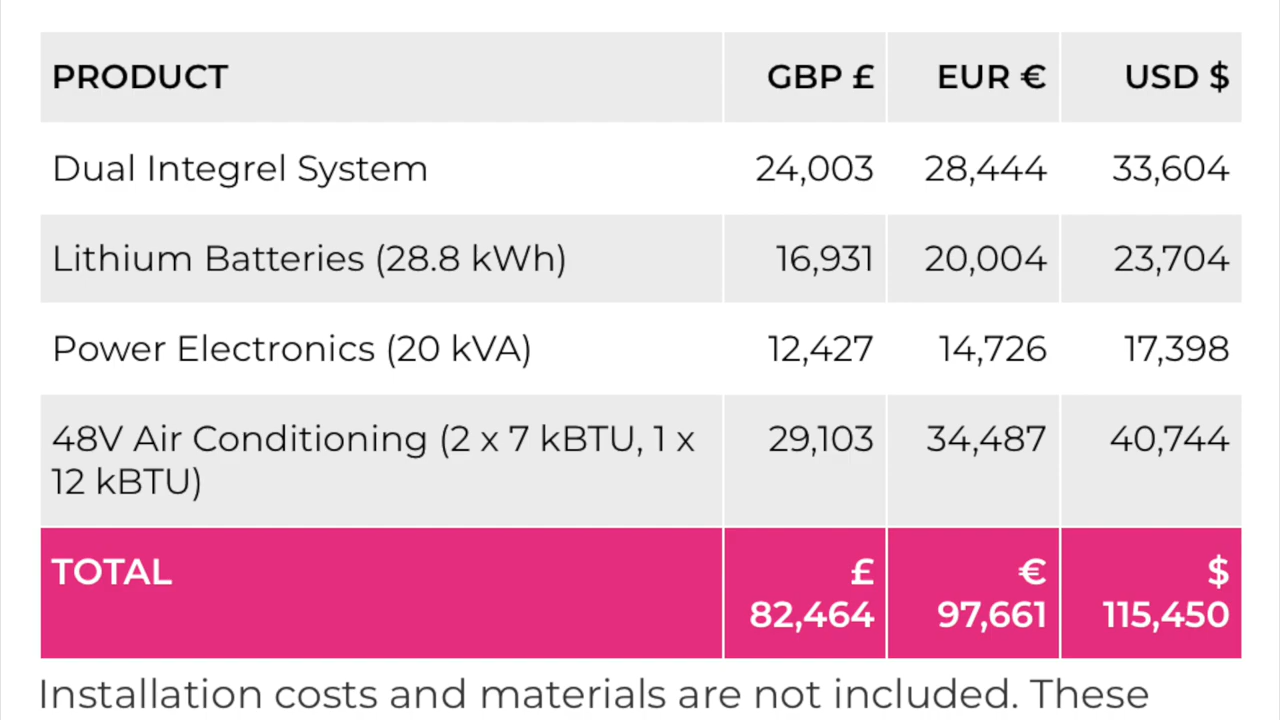 PRODUCT GBP £ EUR € USD $
Dual Integrel System 24,003 28,444 33,604
Lithium Batteries (28.8 kWh) 16,931 20,004 23,704
Power Electronics (20 kVA) 12,427 14,726 17,398
48V Air Conditioning (2 x 7 kBTU, 1 x 29,103 34,487 40,744
12 kBTU)
TOTAL £ € $
82,464 97,661 115,450
Installation costs and materials are not included. These